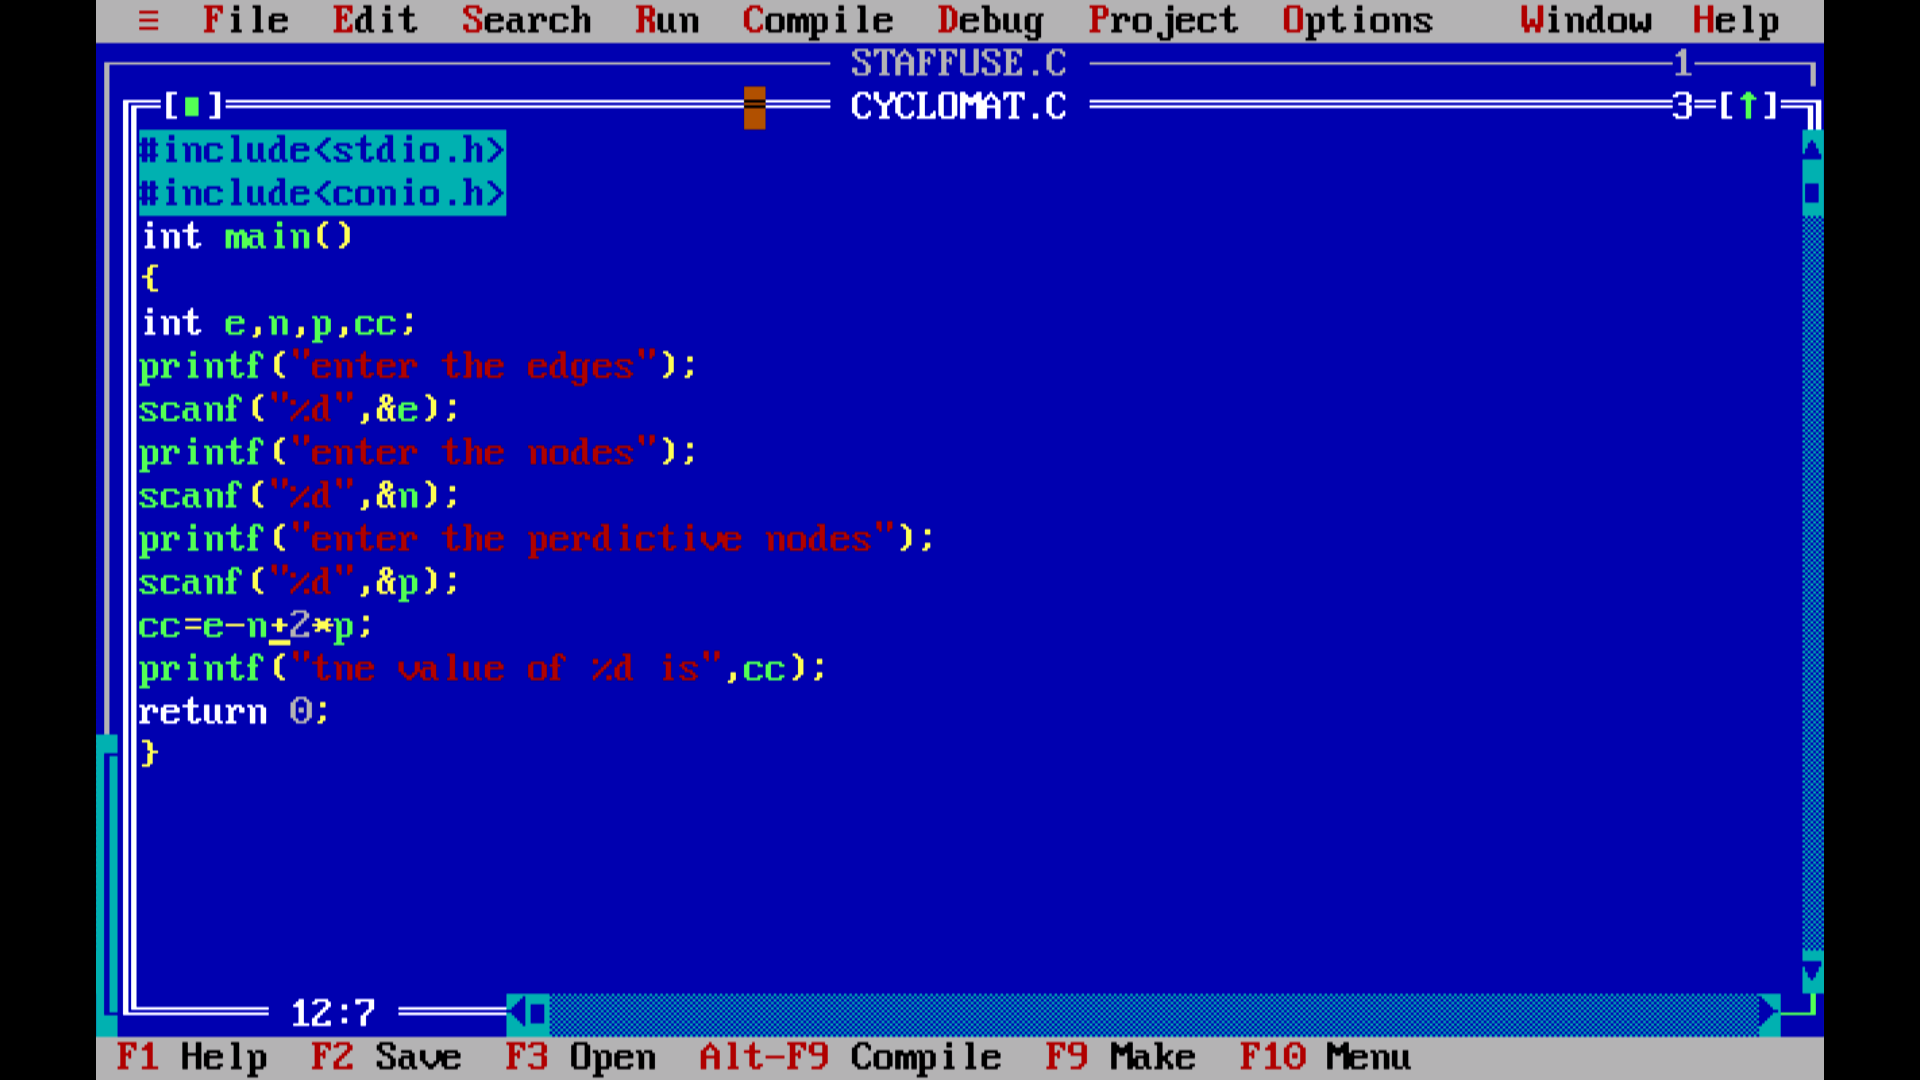 ≡ File Edit Search Run Compile Debug Project Options Window Help
STAFFUSE.C 1
[■] CYCLOMAT.C 3=[↑]
#include<stdio.h>
#include<conio.h>
int main()
{
int e,n,p,cc;
printf("enter the edges");
scanf("%d",&e);
printf("enter the nodes");
scanf("%d",&n);
printf("enter the perdictive nodes");
scanf("%d",&p);
cc=e-n+2*p;
printf("tne value of %d is",cc);
return 0;
}
12:7
F1 Help F2 Save F3 Open Alt-F9 Compile F9 Make F10 Menu